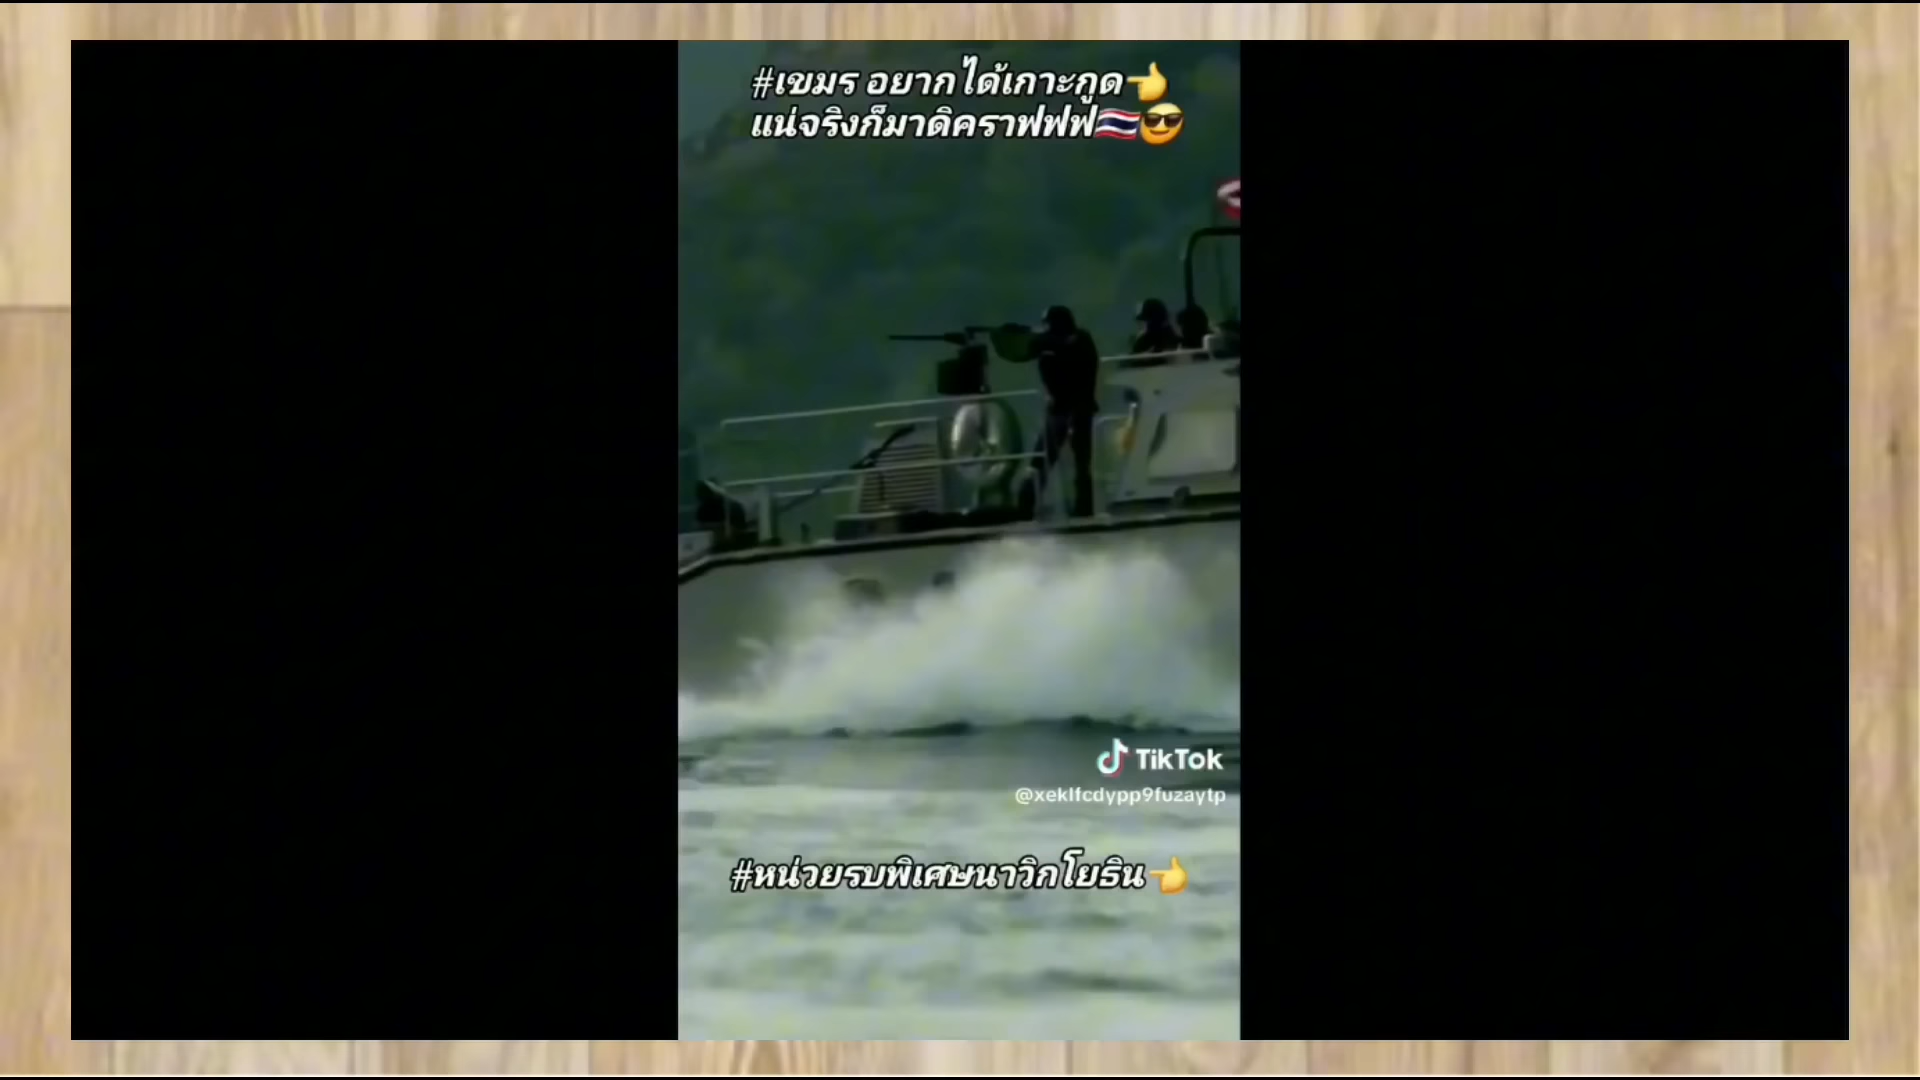 #เขมร อยากได้เกาะกูด👈
แน่จริงก็มาดิคราฟฟฟ🇹🇭😎
TikTok
@xeklfcdypp9fuzaytp
#หน่วยรบพิเศษนาวิกโยธิน👈